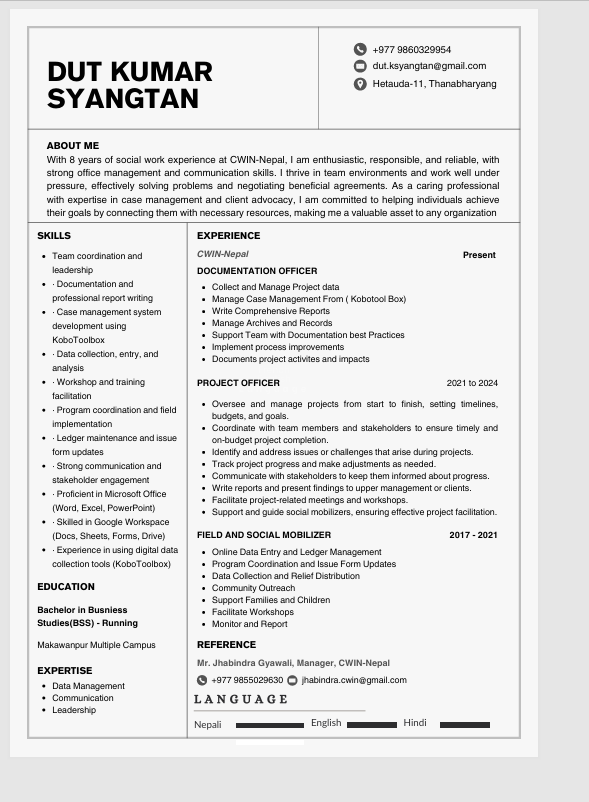 DUT KUMAR
SYANGTAN
+977 9860329954
dut.ksyangtan@gmail.com
Hetauda-11, Thanabharyang
ABOUT ME
With 8 years of social work experience at CWIN-Nepal, I am enthusiastic, responsible, and reliable, with
strong office management and communication skills. I thrive in team environments and work well under
pressure, effectively solving problems and negotiating beneficial agreements. As a caring professional
with expertise in case management and client advocacy, I am committed to helping individuals achieve
their goals by connecting them with necessary resources, making me a valuable asset to any organization
SKILLS
• Team coordination and
leadership
• · Documentation and
professional report writing
• · Case management system
development using
KoboToolbox
• · Data collection, entry, and
analysis
• · Workshop and training
facilitation
• · Program coordination and field
implementation
• · Ledger maintenance and issue
form updates
• · Strong communication and
stakeholder engagement
• · Proficient in Microsoft Office
(Word, Excel, PowerPoint)
• · Skilled in Google Workspace
(Docs, Sheets, Forms, Drive)
• · Experience in using digital data
collection tools (KoboToolbox)
EDUCATION
Bachelor in Busniess
Studies(BSS) - Running
Makawanpur Multiple Campus
EXPERTISE
• Data Management
• Communication
• Leadership
EXPERIENCE
CWIN-Nepal Present
DOCUMENTATION OFFICER
• Collect and Manage Project data
• Manage Case Management From ( Kobotool Box)
• Write Comprehensive Reports
• Manage Archives and Records
• Support Team with Documentation best Practices
• Implement process improvements
• Documents project activites and impacts
PROJECT OFFICER 2021 to 2024
• Oversee and manage projects from start to finish, setting timelines,
budgets, and goals.
• Coordinate with team members and stakeholders to ensure timely and
on-budget project completion.
• Identify and address issues or challenges that arise during projects.
• Track project progress and make adjustments as needed.
• Communicate with stakeholders to keep them informed about progress.
• Write reports and present findings to upper management or clients.
• Facilitate project-related meetings and workshops.
• Support and guide social mobilizers, ensuring effective project facilitation.
FIELD AND SOCIAL MOBILIZER 2017 - 2021
• Online Data Entry and Ledger Management
• Program Coordination and Issue Form Updates
• Data Collection and Relief Distribution
• Community Outreach
• Support Families and Children
• Facilitate Workshops
• Monitor and Report
REFERENCE
Mr. Jhabindra Gyawali, Manager, CWIN-Nepal
+977 9855029630 jhabindra.cwin@gmail.com
LANGUAGE
Nepali English Hindi